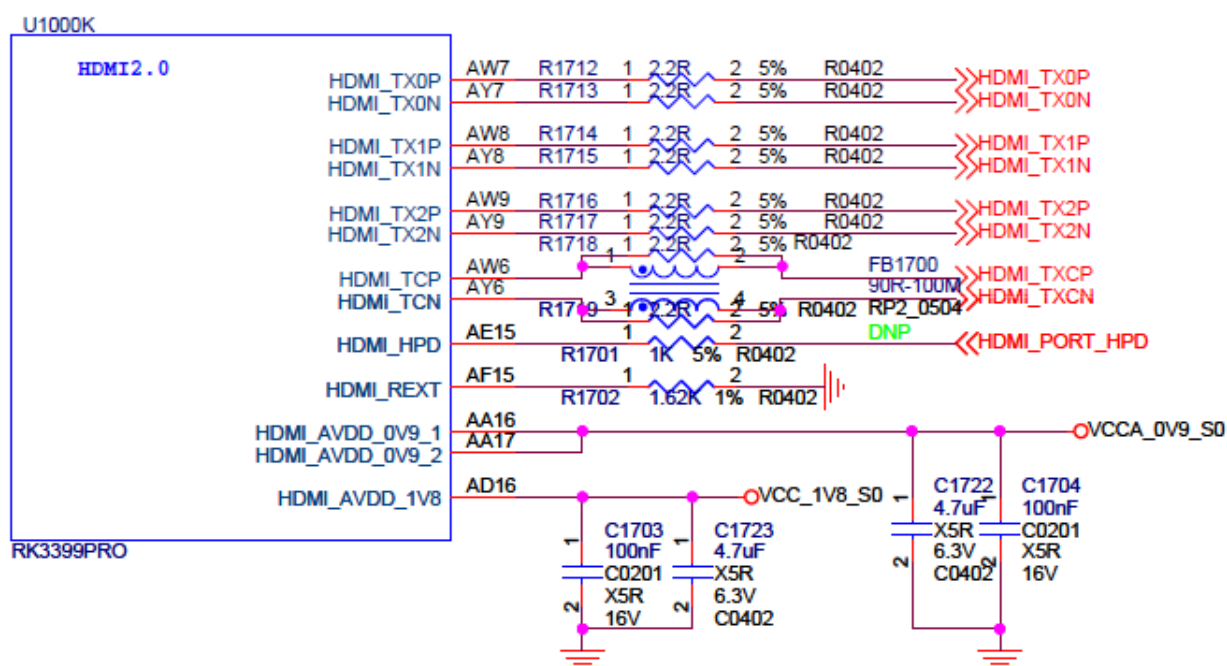 U1000K
HDMI2.0
HDMI_TX0P AW7 R1712 1 2.2R 2 5% R0402 HDMI_TX0P
HDMI_TX0N AY7 R1713 1 2.2R 2 5% R0402 HDMI_TX0N
HDMI_TX1P AW8 R1714 1 2.2R 2 5% R0402 HDMI_TX1P
HDMI_TX1N AY8 R1715 1 2.2R 2 5% R0402 HDMI_TX1N
HDMI_TX2P AW9 R1716 1 2.2R 2 5% R0402 HDMI_TX2P
HDMI_TX2N AY9 R1717 1 2.2R 2 5% R0402 HDMI_TX2N
R1718 1 2.2R 2 5% R0402
1 2 FB1700
HDMI_TCP AW6 HDMI_TXCP
HDMI_TCN AY6 3 4 90R-100M HDMI_TXCN
R1719 1 2.2R 2 5% R0402 RP2_0504
DNP
HDMI_HPD AE15 1 2 HDMI_PORT_HPD
R1701 1K 5% R0402
HDMI_REXT AF15 1 2
R1702 1.62K 1% R0402
HDMI_AVDD_0V9_1 AA16 VCCA_0V9_S0
HDMI_AVDD_0V9_2 AA17
HDMI_AVDD_1V8 AD16 VCC_1V8_S0
1 C1722 1 C1704
4.7uF 100nF
X5R C0201
2 6.3V 2 X5R
C0402 16V
1 C1703 1 C1723
100nF 4.7uF
C0201 X5R
2 X5R 2 6.3V
16V C0402
RK3399PRO